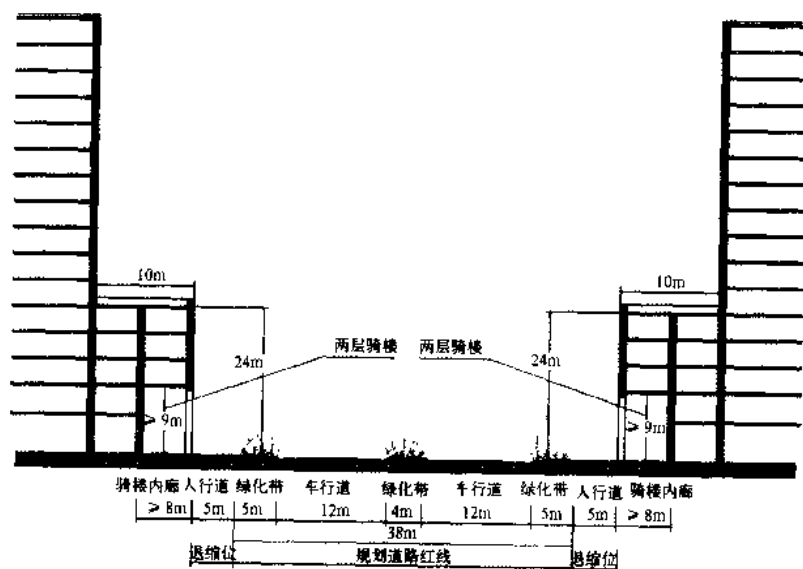 10m 10m
两层骑楼 两层骑楼
24m 24m
≥ 9m ≥ 9m
骑楼内廊 人行道 绿化带 车行道 绿化带 车行道 绿化带 人行道 骑楼内廊
≥ 8m 5m 5m 12m 4m 12m 5m 5m ≥ 8m
38m
退缩位 规划道路红线 退缩位